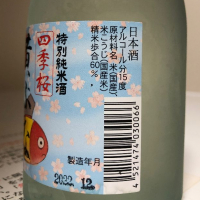 特別純米酒
四季桜
日本酒
アルコール分15度
原材料名 米(国産)、
米こうじ(国産米)
精米歩合60%
製造年月
2022.12
4521474030066